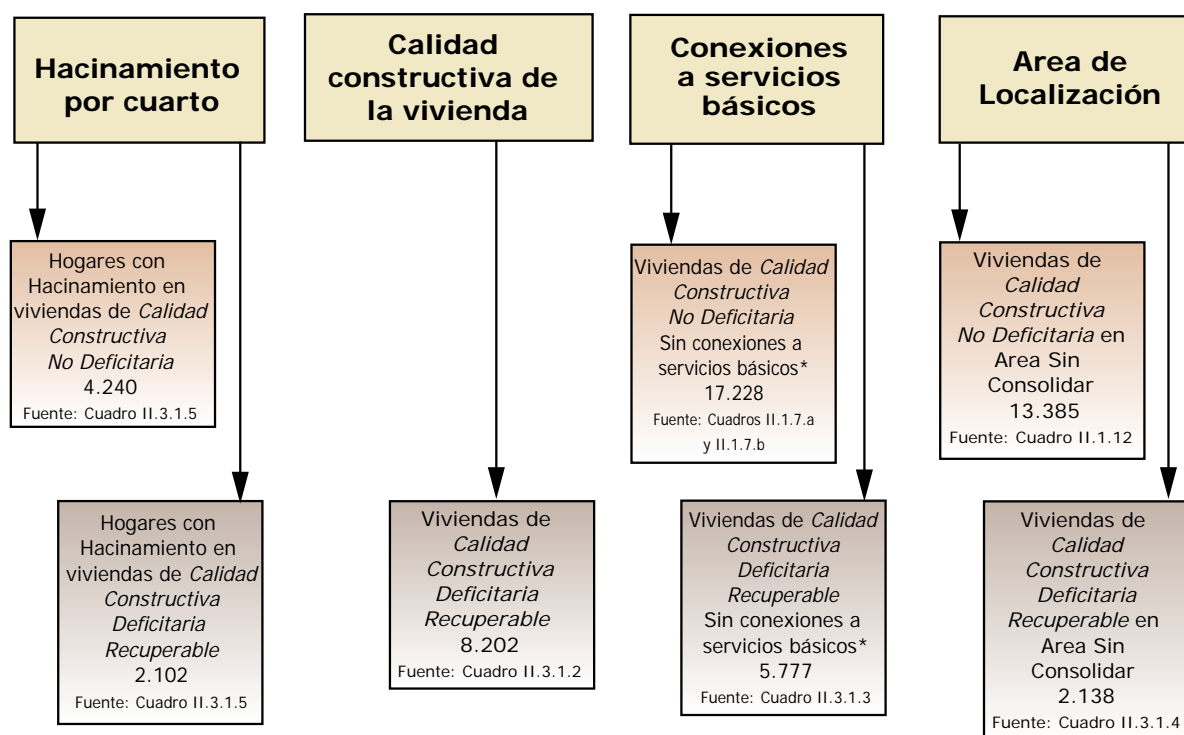 Hacinamiento
por cuarto
Calidad
constructiva de
la vivienda
Conexiones
a servicios
básicos
Area de
Localización
Hogares con
Hacinamiento en
viviendas de Calidad
Constructiva
No Deficitaria
4.240
Fuente: Cuadro II.3.1.5
Viviendas de Calidad
Constructiva
No Deficitaria
Sin conexiones a
servicios básicos*
17.228
Fuente: Cuadros II.1.7.a
y II.1.7.b
Viviendas de
Calidad
Constructiva
No Deficitaria en
Area Sin
Consolidar
13.385
Fuente: Cuadro II.1.12
Hogares con
Hacinamiento en
viviendas de Calidad
Constructiva
Deficitaria
Recuperable
2.102
Fuente: Cuadro II.3.1.5
Viviendas de
Calidad
Constructiva
Deficitaria
Recuperable
8.202
Fuente: Cuadro II.3.1.2
Viviendas de Calidad
Constructiva
Deficitaria
Recuperable
Sin conexiones a
servicios básicos*
5.777
Fuente: Cuadro II.3.1.3
Viviendas de
Calidad
Constructiva
Deficitaria
Recuperable en
Area Sin
Consolidar
2.138
Fuente: Cuadro II.3.1.4